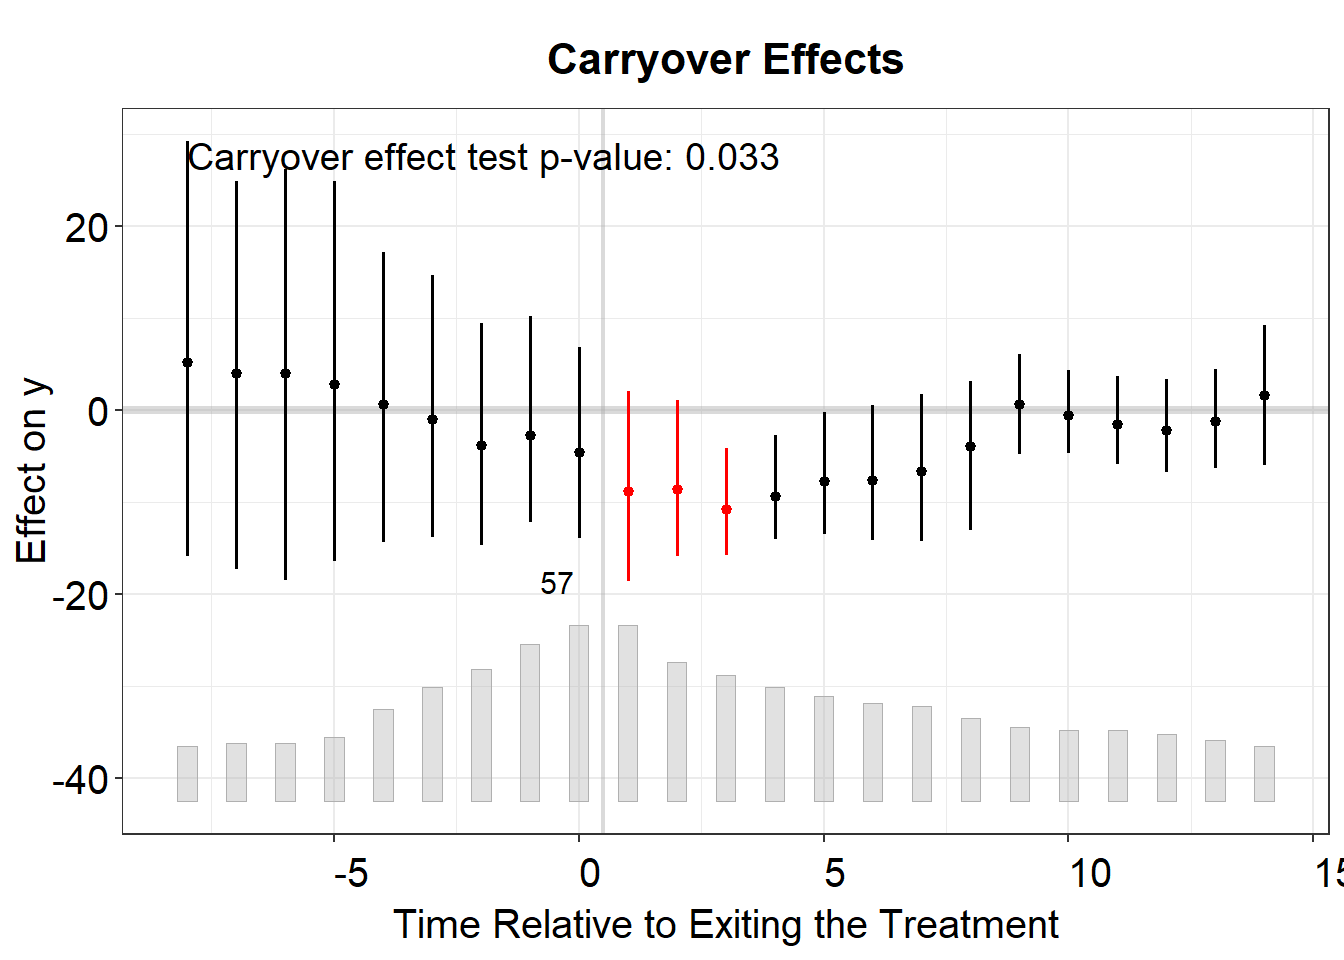 Carryover Effects
Carryover effect test p-value: 0.033
20
0
-20
-40
Effect on y
57
-5
0
5
10
15
Time Relative to Exiting the Treatment